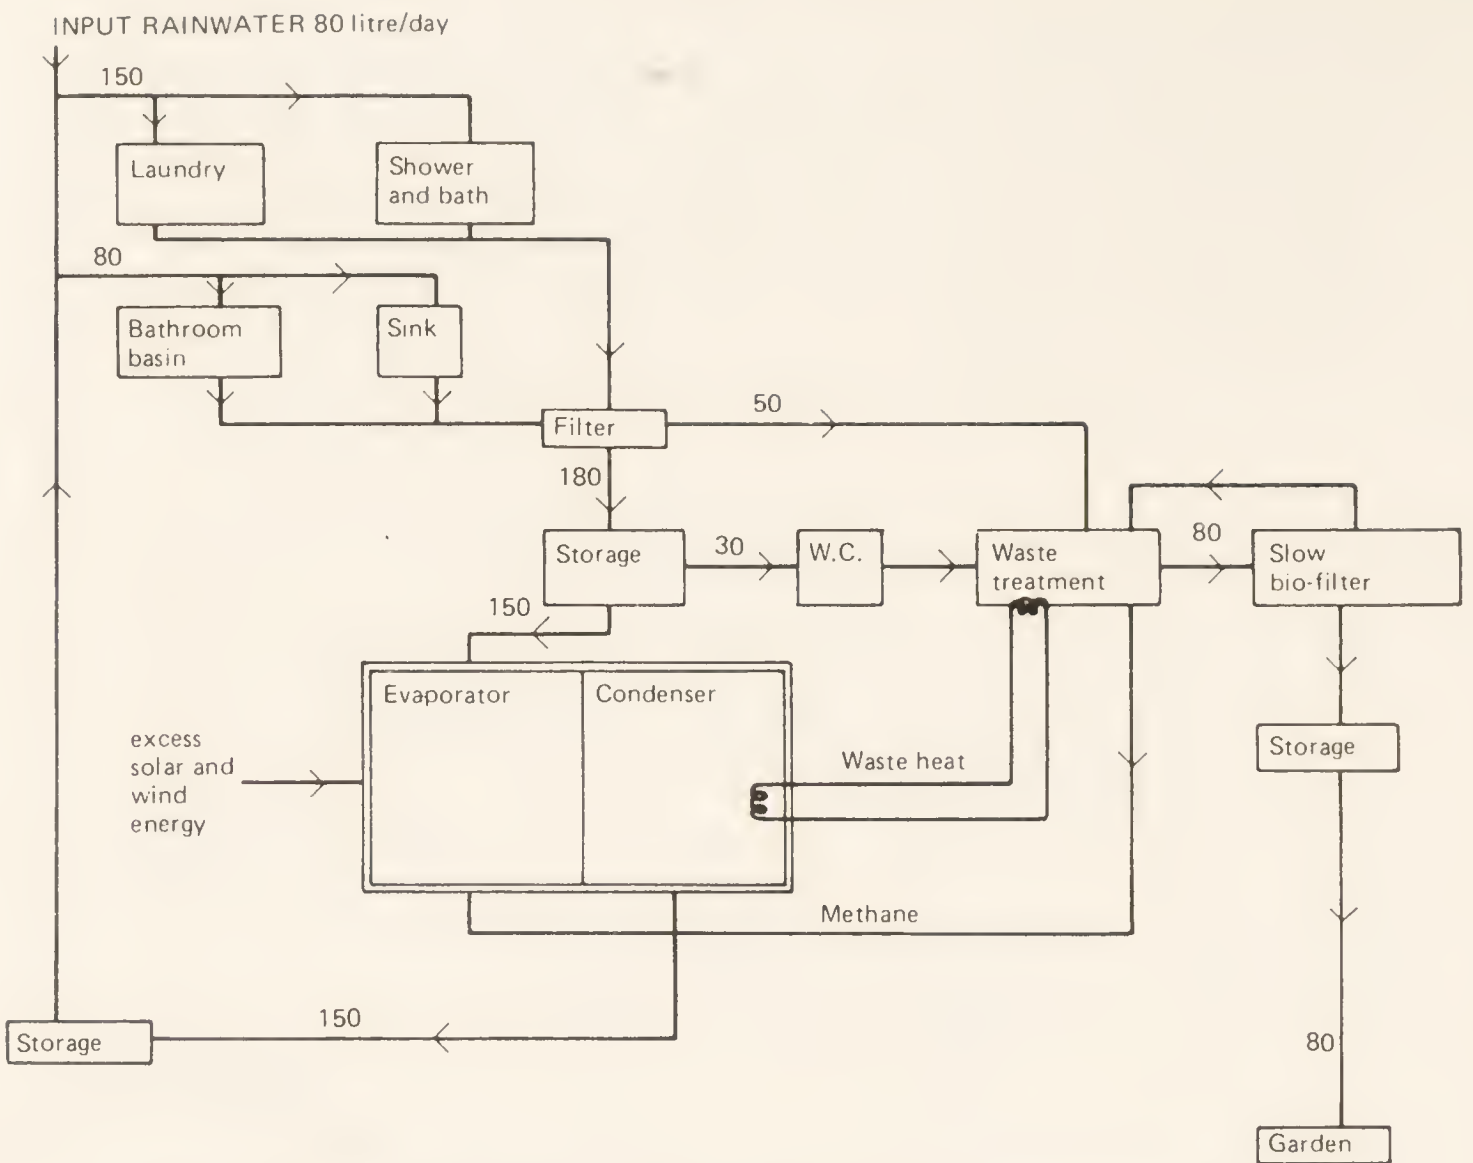 INPUT RAINWATER 80 litre/day
150
Laundry
Shower
and bath
80
Bathroom
basin
Sink
Filter
50
180
Storage
30
W.C.
Waste
treatment
80
Slow
bio-filter
150
Evaporator
Condenser
Storage
excess
solar and
wind
energy
Waste heat
Methane
150
Storage
80
Garden